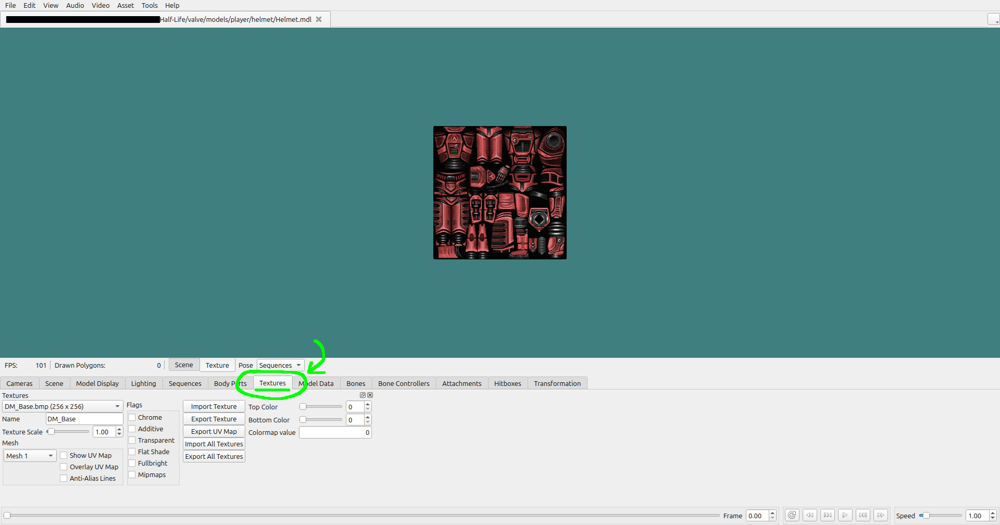 File Edit View Audio Video Asset Tools Help
Half-Life/valve/models/player/helmet/Helmet.mdl
FPS: 101 Drawn Polygons: 0 Scene Texture Pose Sequences
Cameras Scene Model Display Lighting Sequences Body Parts Textures Model Data Bones Bone Controllers Attachments Hitboxes Transformation
Textures
DM_Base.bmp (256 x 256)
Name DM_Base
Texture Scale 1.00
Mesh
Mesh 1
Show UV Map
Overlay UV Map
Anti-Alias Lines
Flags
Chrome
Additive
Transparent
Flat Shade
Fullbright
Mipmaps
Import Texture
Export Texture
Export UV Map
Import All Textures
Export All Textures
Top Color 0
Bottom Color 0
Colormap value 0
Frame 0.00 Speed 1.00